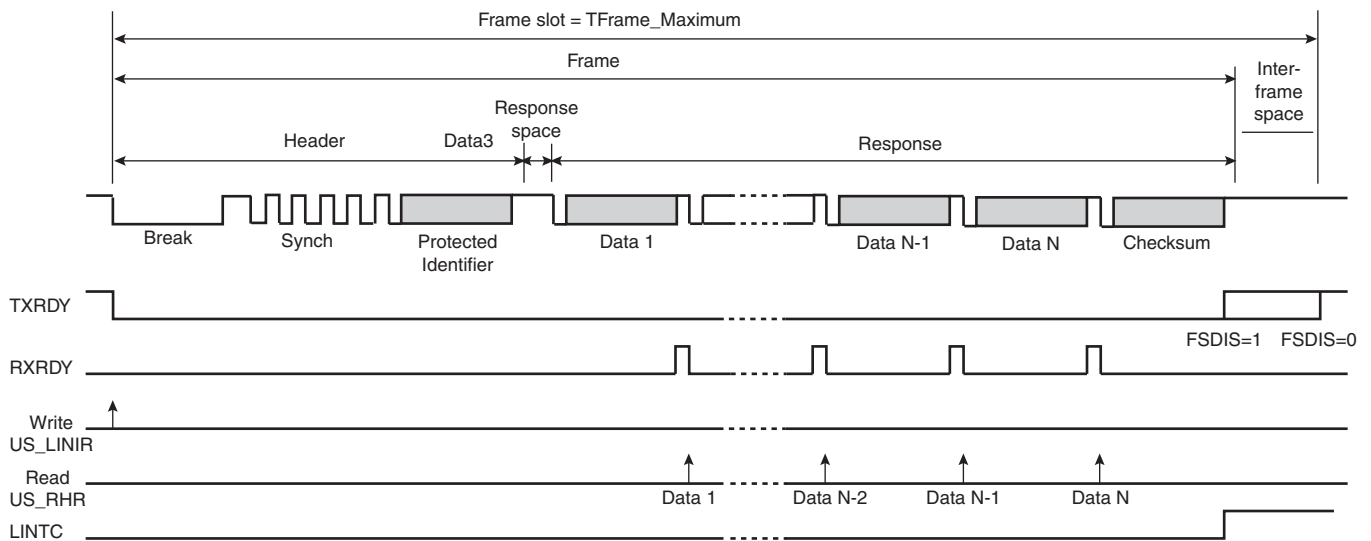 Frame slot = TFrame_Maximum
Frame
Inter-
frame
space
Response
space
Header
Data3
Response
Break
Synch
Protected
Identifier
Data 1
Data N-1
Data N
Checksum
TXRDY
FSDIS=1
FSDIS=0
RXRDY
Write
US_LINIR
Read
US_RHR
Data 1
Data N-2
Data N-1
Data N
LINTC